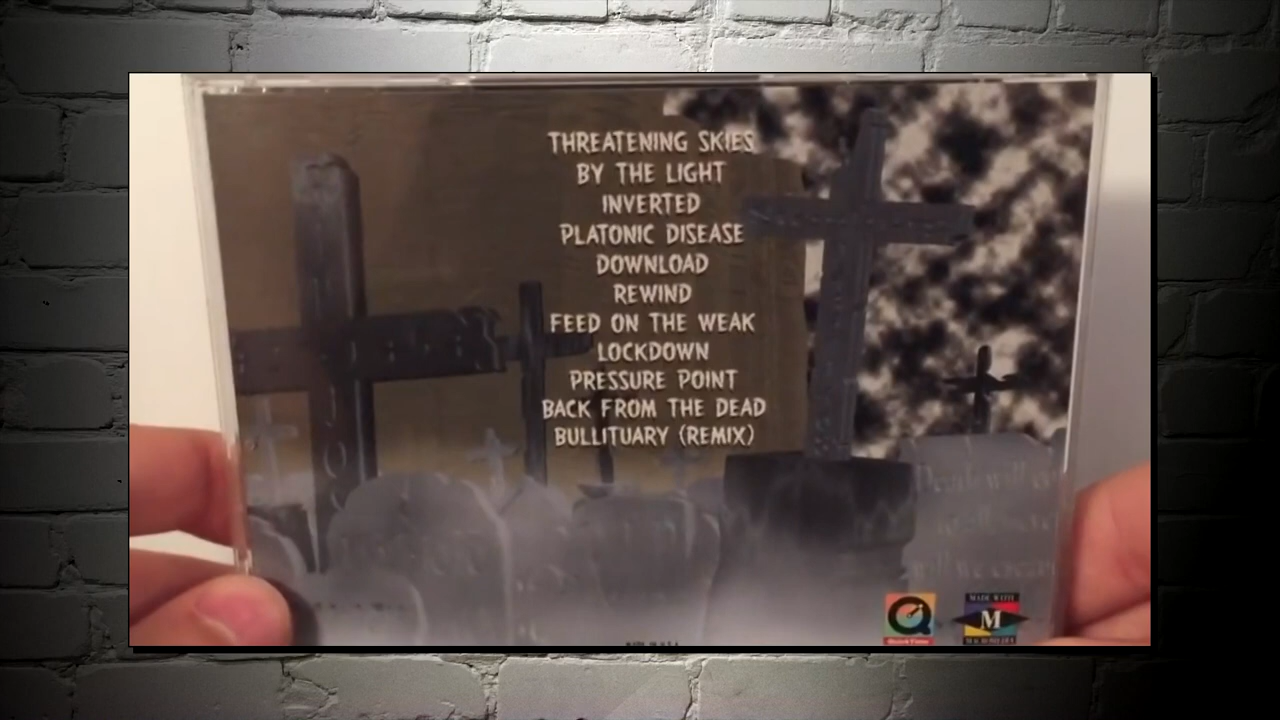 THREATENING SKIES
BY THE LIGHT
INVERTED
PLATONIC DISEASE
DOWNLOAD
REWIND
FEED ON THE WEAK
LOCKDOWN
PRESSURE POINT
BACK FROM THE DEAD
BULLITUARY (REMIX)
MADE WITH
M
MACROMEDIA